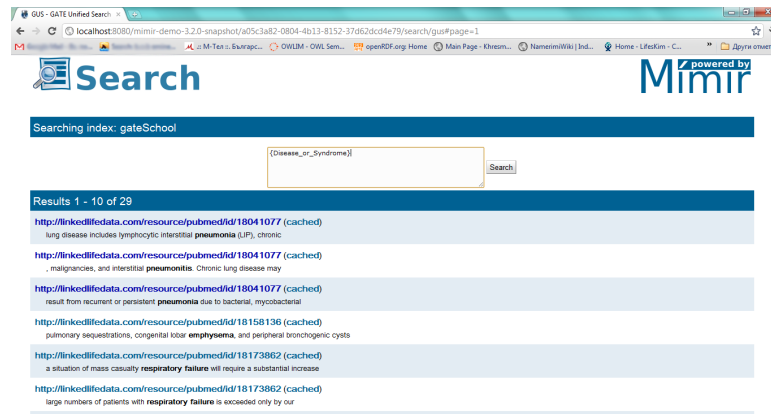 GUS - GATE Unified Search
localhost:8080/mimir-demo-3.2.0-snapshot/a05c3a82-0804-4b13-8152-37d62dcd4e79/search/gus#page=1
М-Тел ::. Българс... OWLIM - OWL Sem... openRDF.org: Home Main Page - Khresm... NamerimiWiki | Ind... Home - LifesKim - C... » Други отмет
Search
powered by
Mímir
Searching index: gateSchool
{Disease_or_Syndrome}
Search
Results 1 - 10 of 29
http://linkedlifedata.com/resource/pubmed/id/18041077 (cached)
lung disease includes lymphocytic interstitial pneumonia (LIP), chronic
http://linkedlifedata.com/resource/pubmed/id/18041077 (cached)
, malignancies, and interstitial pneumonitis. Chronic lung disease may
http://linkedlifedata.com/resource/pubmed/id/18041077 (cached)
result from recurrent or persistent pneumonia due to bacterial, mycobacterial
http://linkedlifedata.com/resource/pubmed/id/18158136 (cached)
pulmonary sequestrations, congenital lobar emphysema, and peripheral bronchogenic cysts
http://linkedlifedata.com/resource/pubmed/id/18173862 (cached)
a situation of mass casualty respiratory failure will require a substantial increase
http://linkedlifedata.com/resource/pubmed/id/18173862 (cached)
large numbers of patients with respiratory failure is exceeded only by our